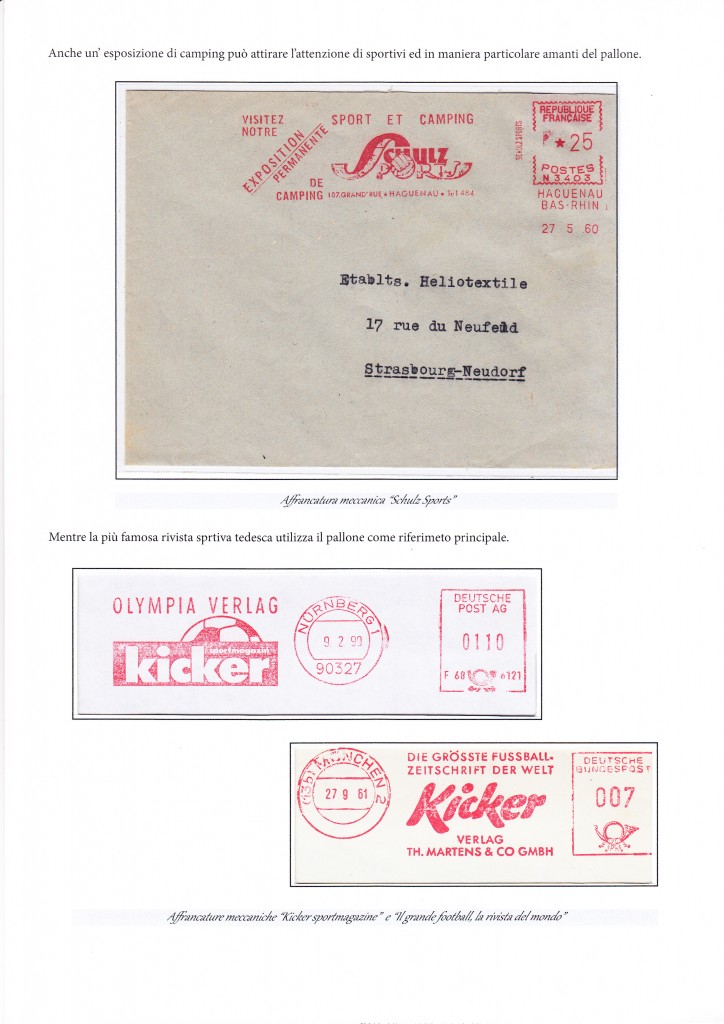 Anche un' esposizione di camping può attirare l'attenzione di sportivi ed in maniera particolare amanti del pallone.
VISITEZ NOTRE
EXPOSITION PERMANENTE
DE CAMPING
SPORT ET CAMPING
SCHULZ
SPORTS
107, GRAND'RUE • HAGUENAU • Tel 484
SCHULZ SPORTS
REPUBLIQUE FRANÇAISE
25
POSTES
N 3403
HAGUENAU
BAS-RHIN
27 5 60
Etablts. Heliotextile
17 rue du Neufeld
Strasbourg-Neudorf
Affrancatura meccanica "Schulz Sports"
Mentre la più famosa rivista sprtiva tedesca utilizza il pallone come riferimeto principale.
OLYMPIA VERLAG
sportmagazin
kicker
NÜRNBERG 1
9. 2. 99
90327
DEUTSCHE
POST AG
0110
F 68 6121
(13b) MÜNCHEN 2
27 9 61
DIE GRÖSSTE FUSSBALL-
ZEITSCHRIFT DER WELT
Kicker
VERLAG
TH. MARTENS & CO GMBH
DEUTSCHE
BUNDESPOST
007
Affrancature meccaniche "Kicker sportmagazine" e "Il grande football, la rivista del mondo"